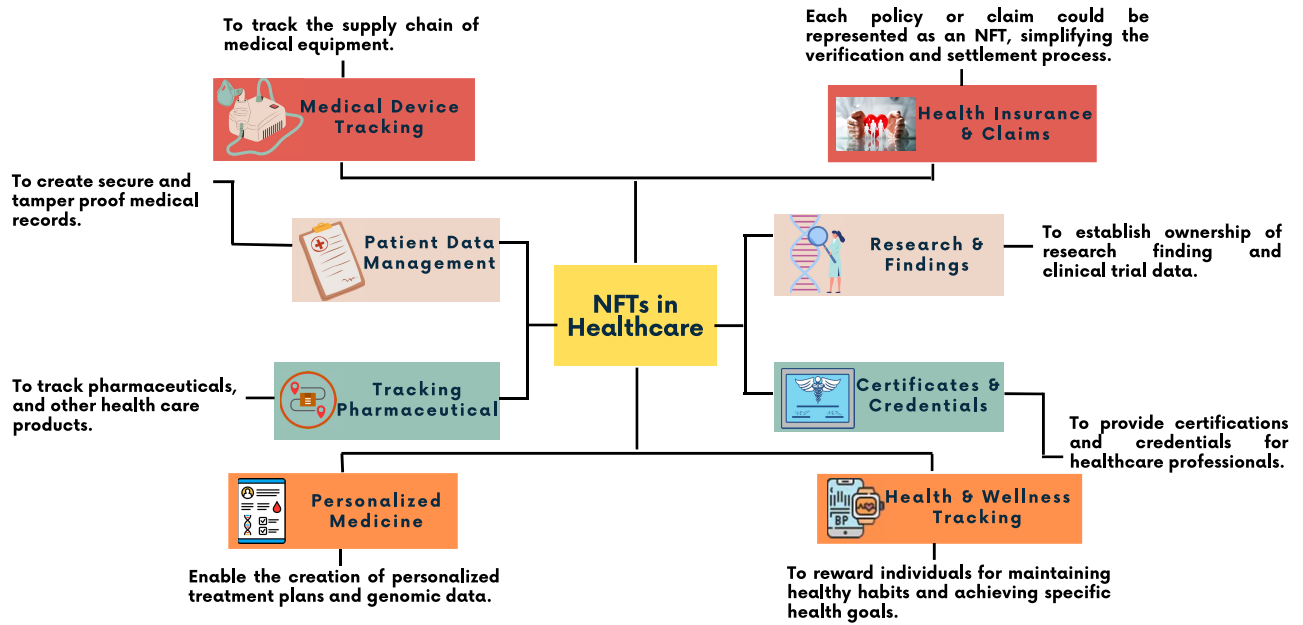 To track the supply chain of
medical equipment.
Each policy or claim could be
represented as an NFT, simplifying the
verification and settlement process.
Medical Device
Tracking
Health Insurance
& Claims
To create secure and
tamper proof medical
records.
Patient Data
Management
Research &
Findings
To establish ownership of
research finding and
clinical trial data.
NFTs in
Healthcare
To track pharmaceuticals,
and other health care
products.
Tracking
Pharmaceutical
Certificates &
Credentials
To provide certifications
and credentials for
healthcare professionals.
Personalized
Medicine
BP
Health & Wellness
Tracking
Enable the creation of personalized
treatment plans and genomic data.
To reward individuals for maintaining
healthy habits and achieving specific
health goals.